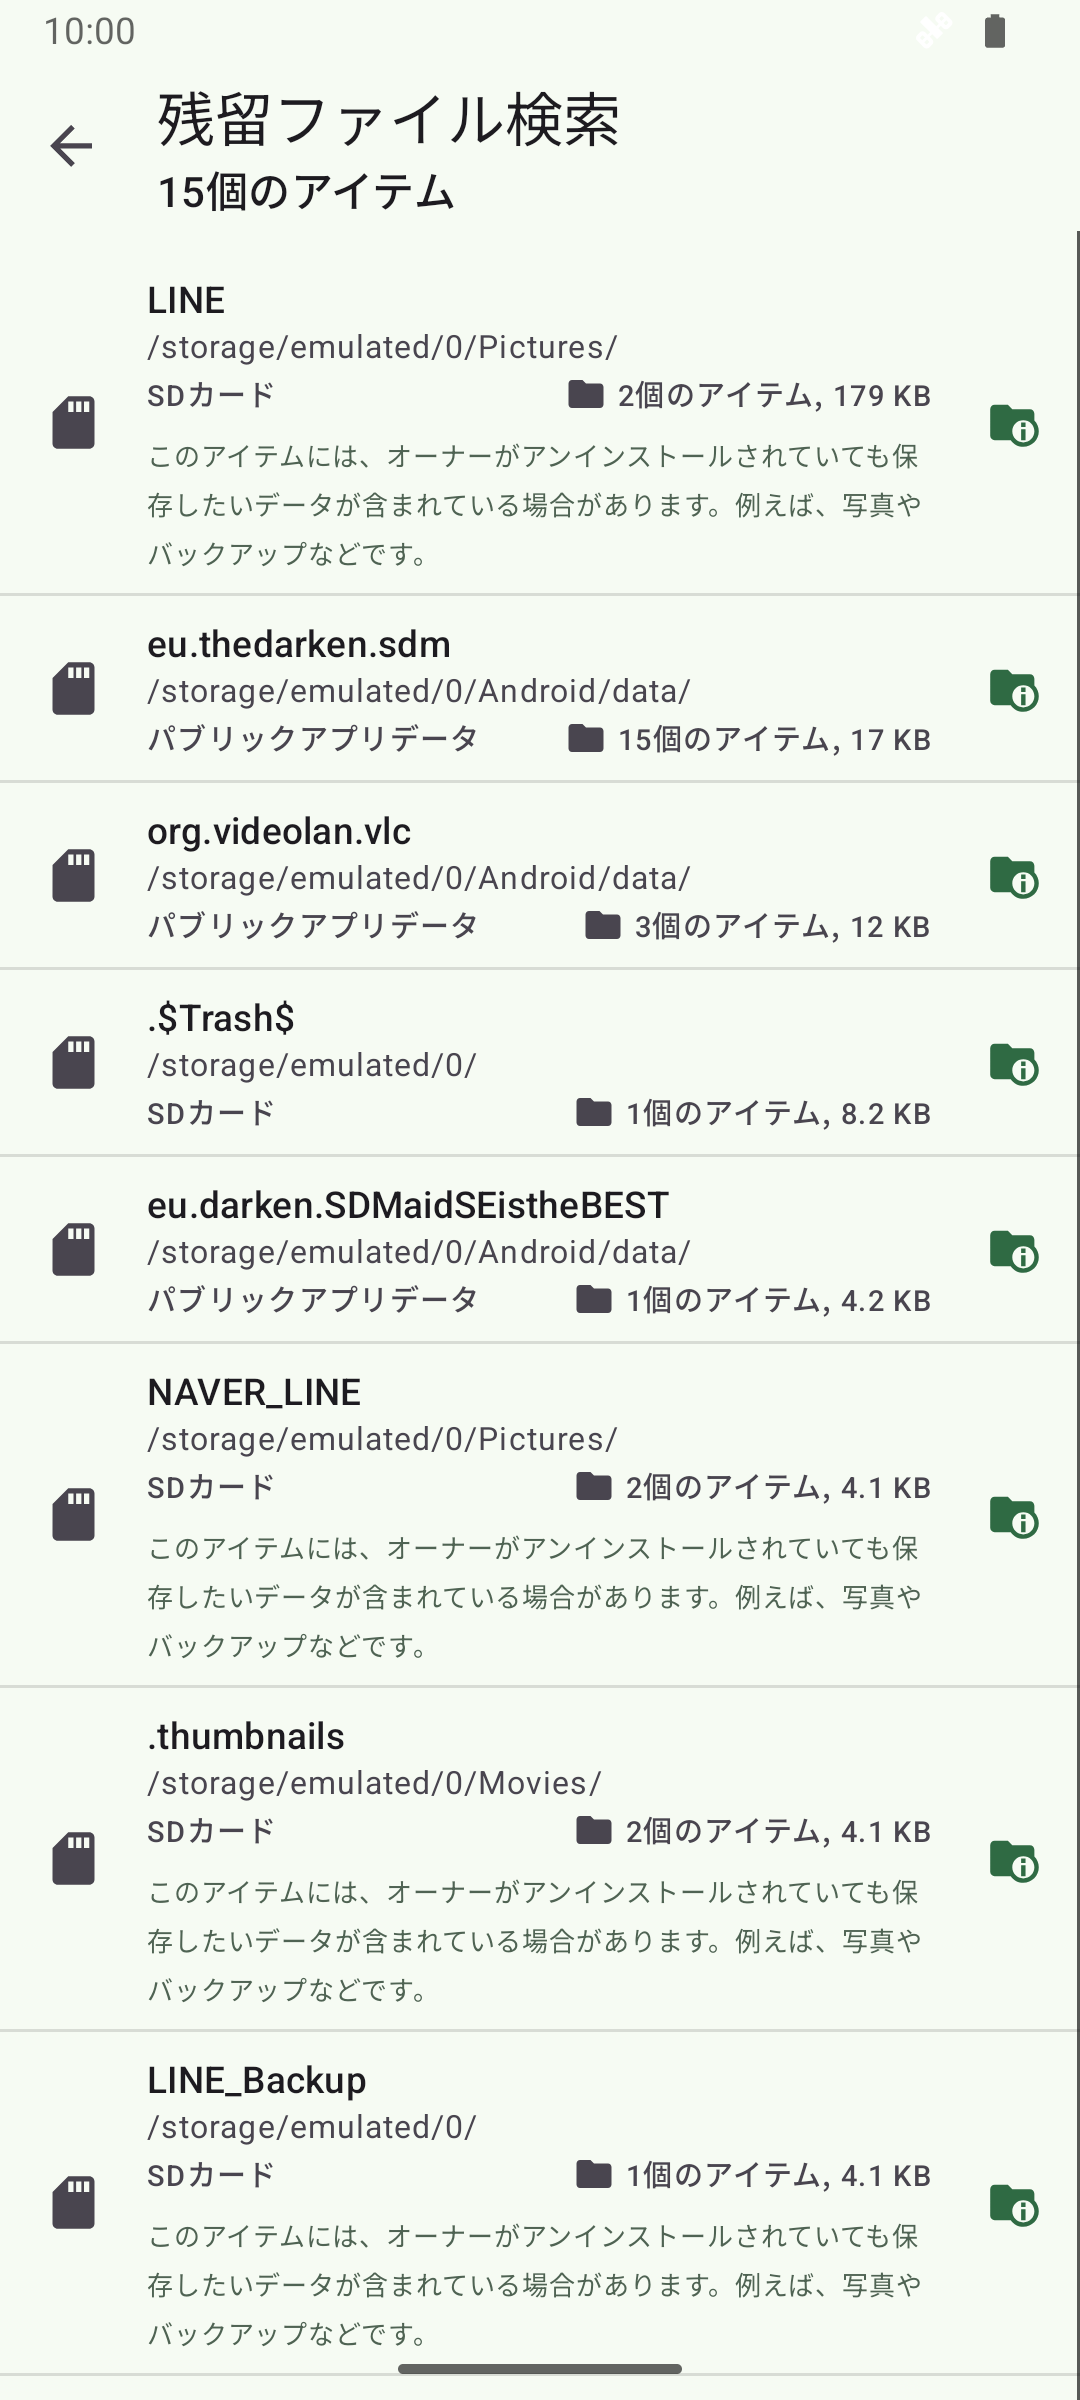 10:00
残留ファイル検索
15個のアイテム
LINE
/storage/emulated/0/Pictures/
SDカード 2個のアイテム, 179 KB
このアイテムには、オーナーがアンインストールされていても保
存したいデータが含まれている場合があります。例えば、写真や
バックアップなどです。
eu.thedarken.sdm
/storage/emulated/0/Android/data/
パブリックアプリデータ 15個のアイテム, 17 KB
org.videolan.vlc
/storage/emulated/0/Android/data/
パブリックアプリデータ 3個のアイテム, 12 KB
.$Trash$
/storage/emulated/0/
SDカード 1個のアイテム, 8.2 KB
eu.darken.SDMaidSEistheBEST
/storage/emulated/0/Android/data/
パブリックアプリデータ 1個のアイテム, 4.2 KB
NAVER_LINE
/storage/emulated/0/Pictures/
SDカード 2個のアイテム, 4.1 KB
このアイテムには、オーナーがアンインストールされていても保
存したいデータが含まれている場合があります。例えば、写真や
バックアップなどです。
.thumbnails
/storage/emulated/0/Movies/
SDカード 2個のアイテム, 4.1 KB
このアイテムには、オーナーがアンインストールされていても保
存したいデータが含まれている場合があります。例えば、写真や
バックアップなどです。
LINE_Backup
/storage/emulated/0/
SDカード 1個のアイテム, 4.1 KB
このアイテムには、オーナーがアンインストールされていても保
存したいデータが含まれている場合があります。例えば、写真や
バックアップなどです。